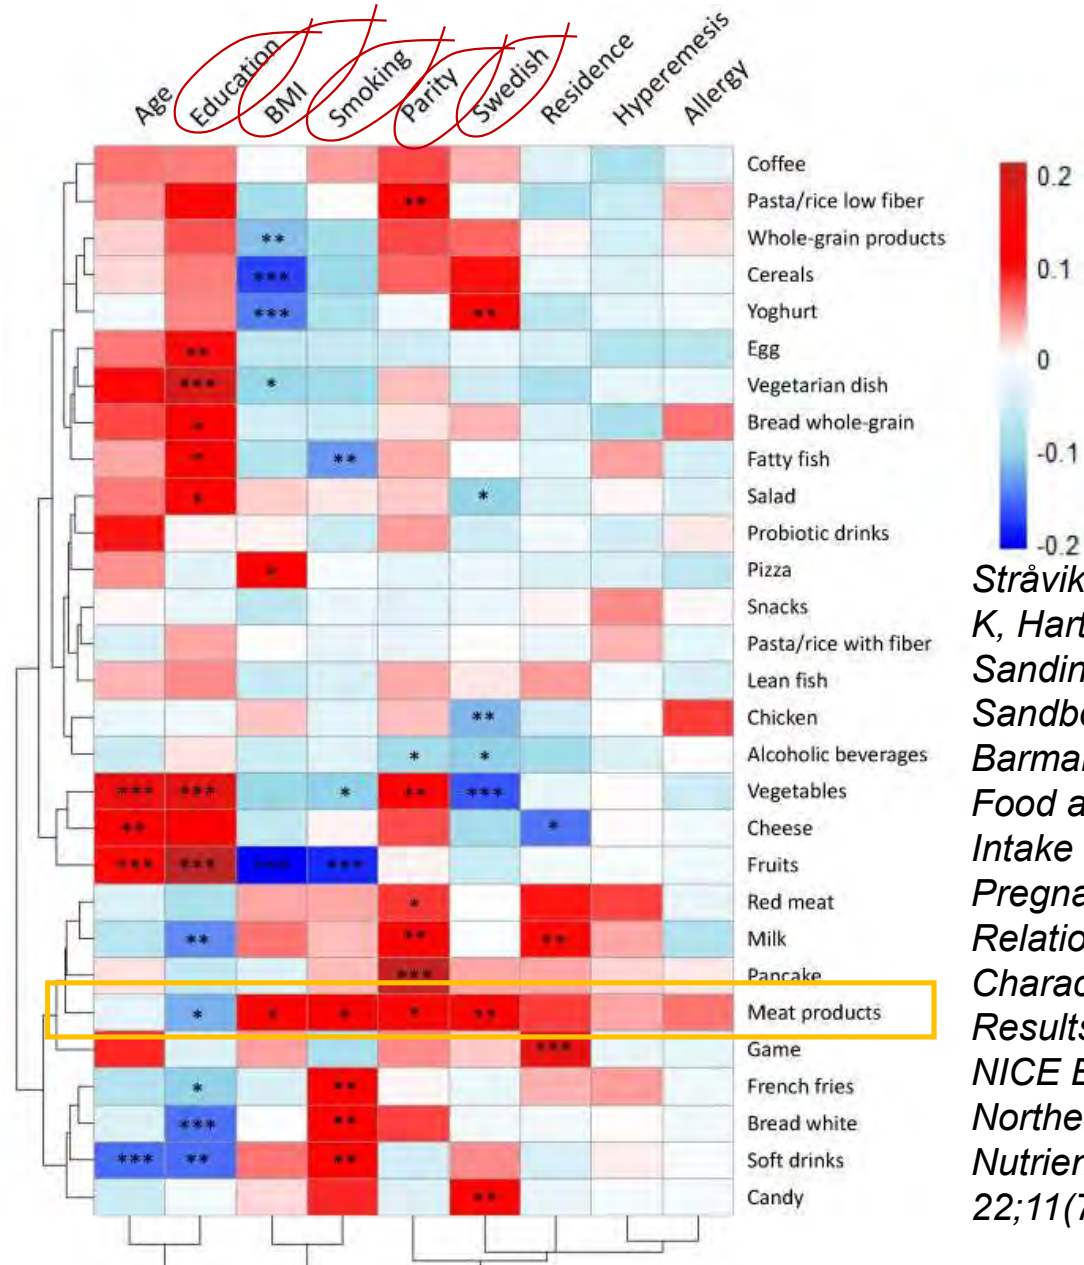 Age Education BMI Smoking Parity Swedish Residence Hyperemesis Allergy
Coffee
Pasta/rice low fiber
**
Whole-grain products
**
Cereals
***
Yoghurt
*** **
Egg
**
Vegetarian dish
*** *
Bread whole-grain
*
Fatty fish
* **
Salad
* *
Probiotic drinks
Pizza
*
Snacks
Pasta/rice with fiber
Lean fish
Chicken
**
Alcoholic beverages
* *
Vegetables
*** *** * ** ***
Cheese
** *
Fruits
*** *** *** ***
Red meat
*
Milk
** ** **
Pancake
***
Meat products
* * * * **
Game
***
French fries
* **
Bread white
*** **
Soft drinks
*** ** **
Candy
**
0.2
0.1
0
-0.1
-0.2
Stråvik
K, Hart
Sandin
Sandbe
Barma
Food a
Intake
Pregna
Relatio
Charac
Results
NICE B
Northe
Nutrier
22;11(7